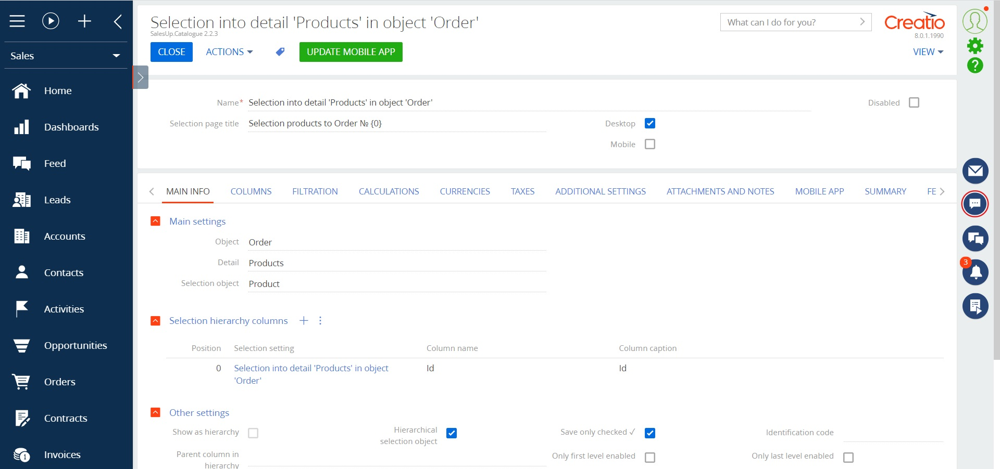 Selection into detail 'Products' in object 'Order'
SalesUp.Catalogue 2.2.3
What can I do for you?
Creatio
8.0.1.1990
CLOSE
ACTIONS
UPDATE MOBILE APP
VIEW
Sales
Home
Dashboards
Feed
Leads
Accounts
Contacts
Activities
Opportunities
Orders
Contracts
1
Invoices
Name*
Selection into detail 'Products' in object 'Order'
Disabled
Selection page title
Selection products to Order № {0}
Desktop
Mobile
MAIN INFO
COLUMNS
FILTRATION
CALCULATIONS
CURRENCIES
TAXES
ADDITIONAL SETTINGS
ATTACHMENTS AND NOTES
MOBILE APP
SUMMARY
FE
Main settings
Object
Order
Detail
Products
Selection object
Product
Selection hierarchy columns
Position
Selection setting
Column name
Column caption
0
Selection into detail 'Products' in object
'Order'
Id
Id
Other settings
Show as hierarchy
Hierarchical
selection object
Save only checked ✓
Identification code
Parent column in
hierarchy
Only first level enabled
Only last level enabled
?
3